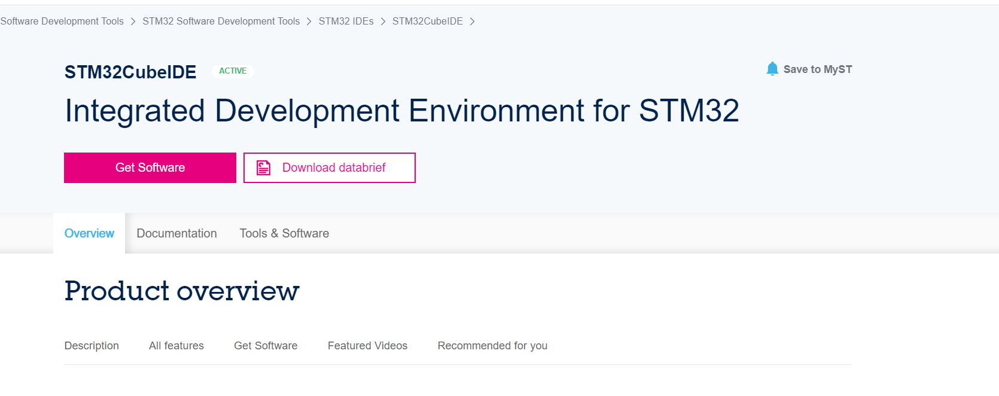 Software Development Tools > STM32 Software Development Tools > STM32 IDEs > STM32CubeIDE >
STM32CubeIDE ACTIVE
Save to MyST
Integrated Development Environment for STM32
Get Software Download databrief
Overview Documentation Tools & Software
Product overview
Description All features Get Software Featured Videos Recommended for you